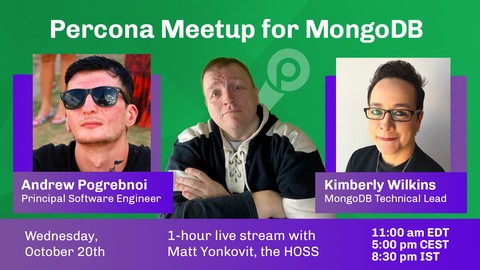 Percona Meetup for MongoDB
Andrew Pogrebnoi
Principal Software Engineer
Kimberly Wilkins
MongoDB Technical Lead
Wednesday,
October 20th
1-hour live stream with
Matt Yonkovit, the HOSS
11:00 am EDT
5:00 pm CEST
8:30 pm IST